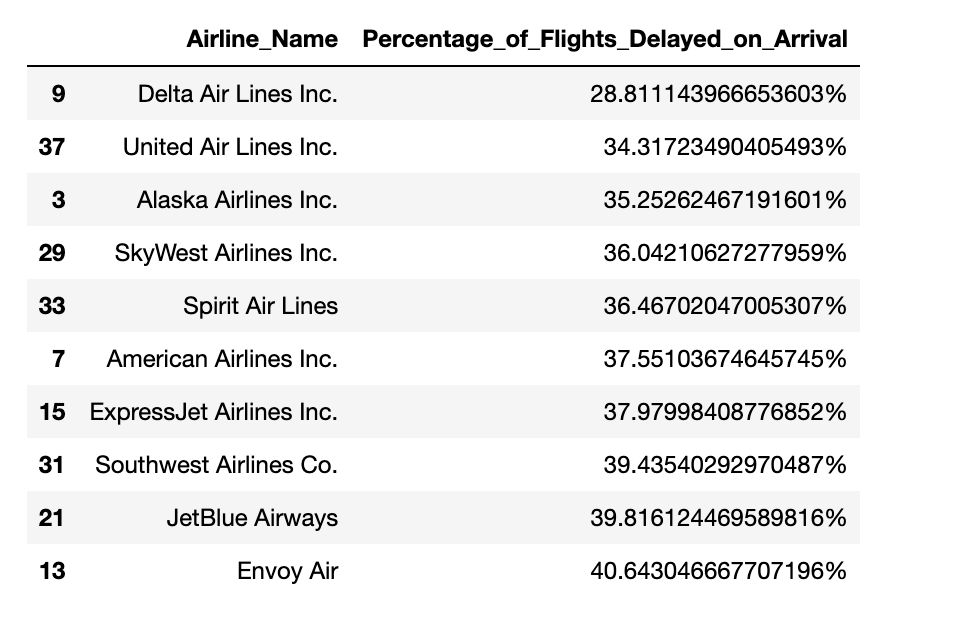 Airline_Name Percentage_of_Flights_Delayed_on_Arrival
9 Delta Air Lines Inc. 28.811143966653603%
37 United Air Lines Inc. 34.31723490405493%
3 Alaska Airlines Inc. 35.25262467191601%
29 SkyWest Airlines Inc. 36.04210627277959%
33 Spirit Air Lines 36.46702047005307%
7 American Airlines Inc. 37.55103674645745%
15 ExpressJet Airlines Inc. 37.97998408776852%
31 Southwest Airlines Co. 39.43540292970487%
21 JetBlue Airways 39.816124469589816%
13 Envoy Air 40.643046667707196%